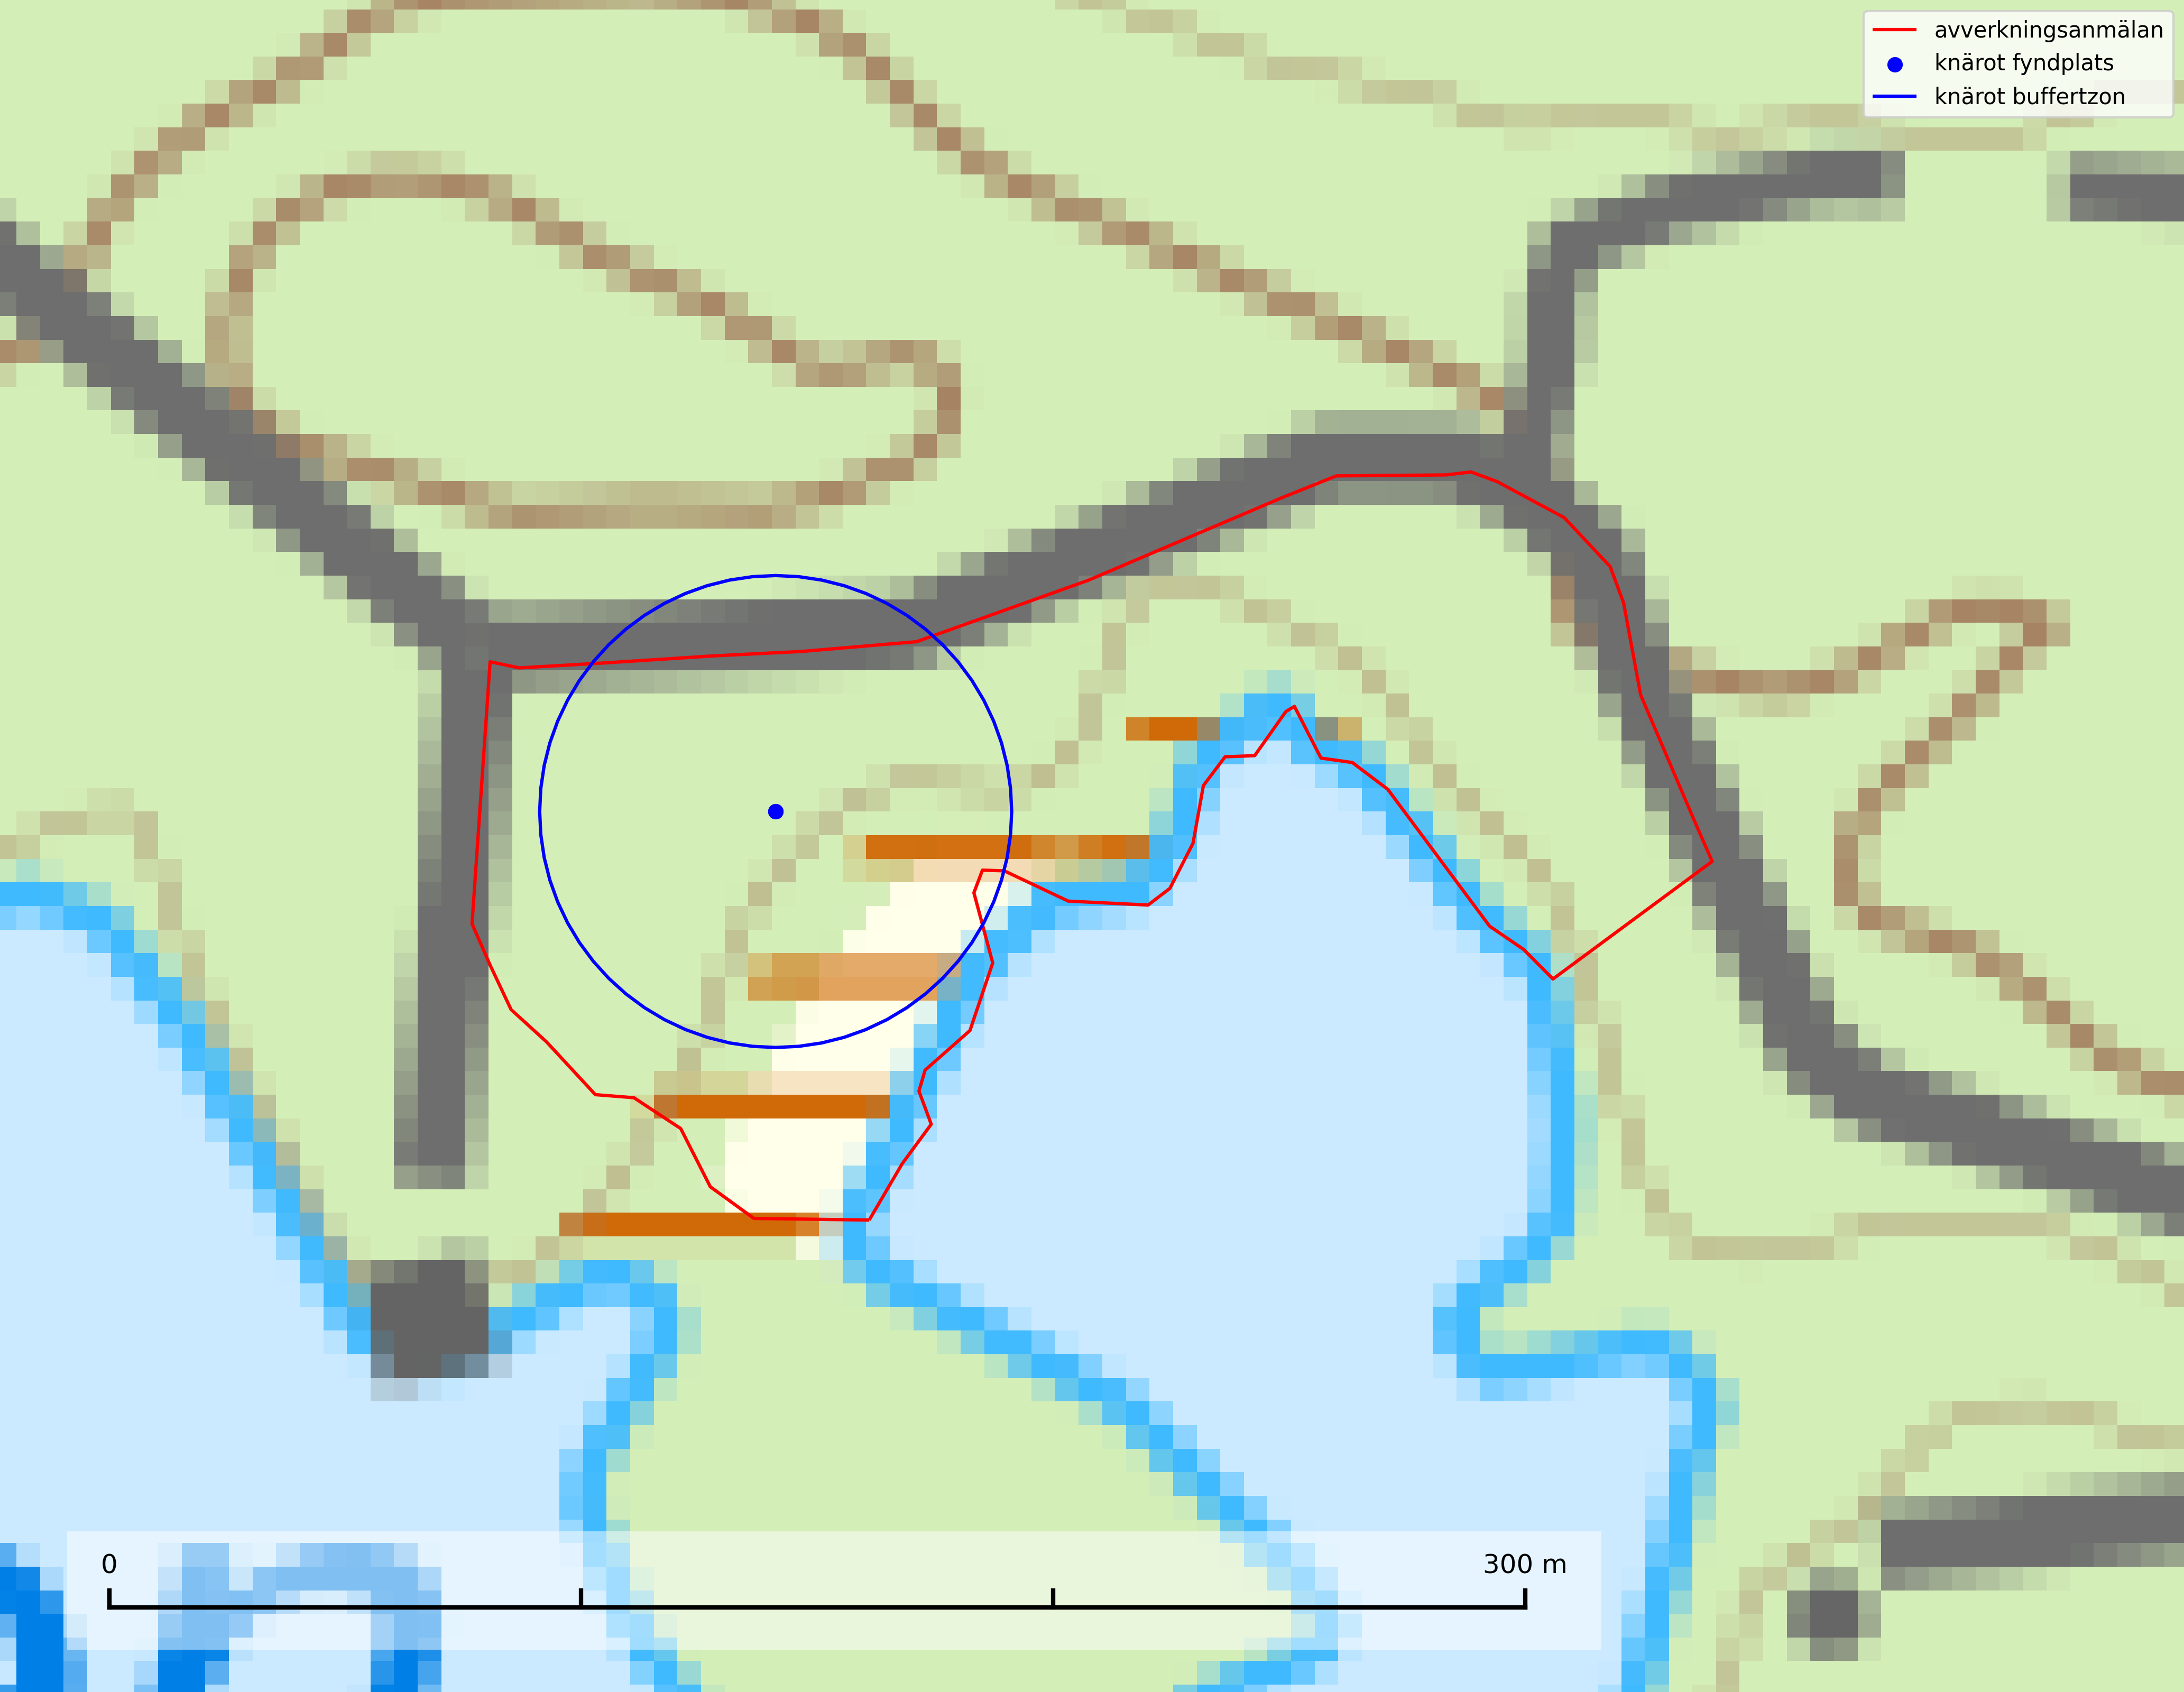 avverkningsanmälan
knärot fyndplats
knärot buffertzon
0
300 m